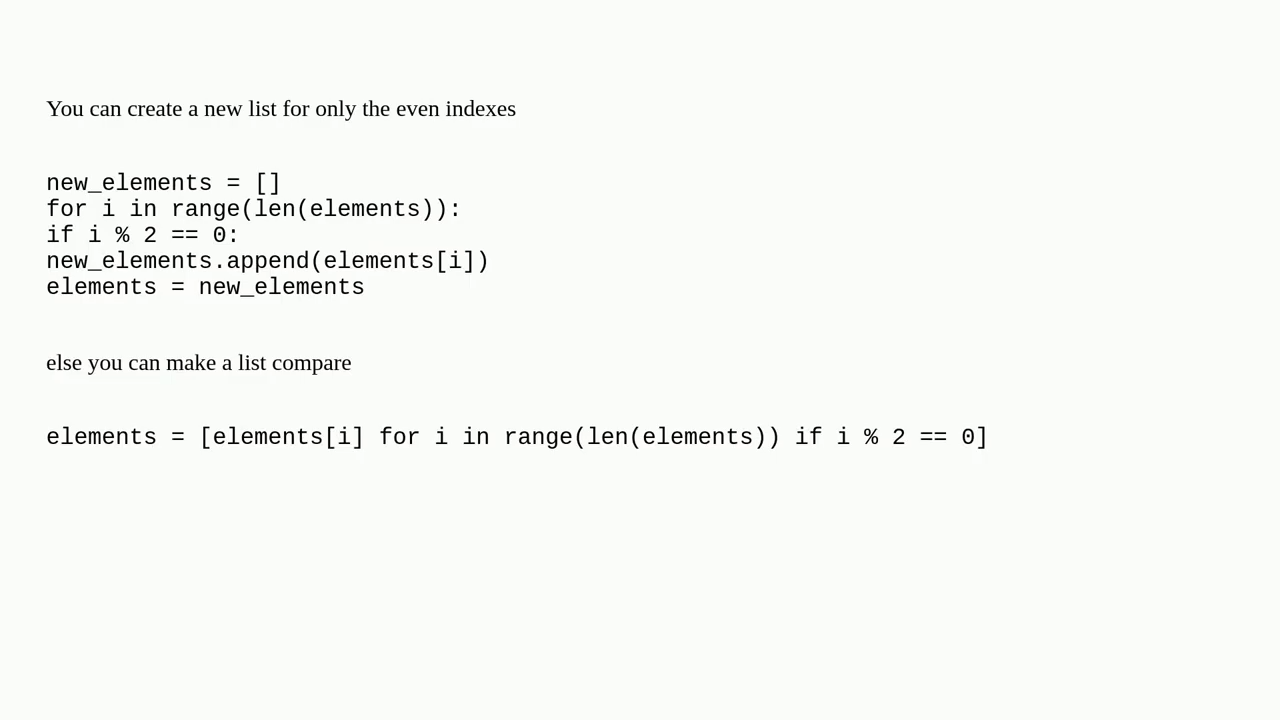 You can create a new list for only the even indexes
new_elements = []
for i in range(len(elements)):
if i % 2 == 0:
new_elements.append(elements[i])
elements = new_elements
else you can make a list compare
elements = [elements[i] for i in range(len(elements)) if i % 2 == 0]